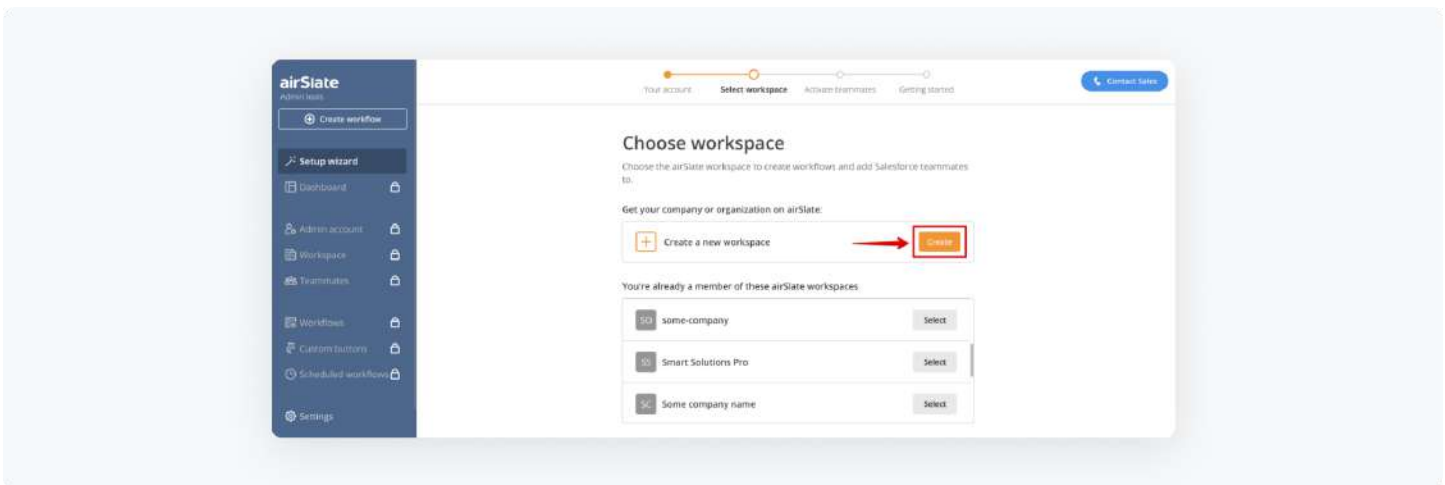 airSlate
Admin tools
Create workflow
Setup wizard
Dashboard
Admin account
Workspace
Teammates
Workflows
Custom buttons
Scheduled workflows
Settings
Your account
Select workspace
Activate teammates
Getting started
Contact Sales
Choose workspace
Choose the airSlate workspace to create workflows and add Salesforce teammates
to.
Get your company or organization on airSlate:
Create a new workspace
Create
You're already a member of these airSlate workspaces
SO some-company Select
SS Smart Solutions Pro Select
SC Some company name Select